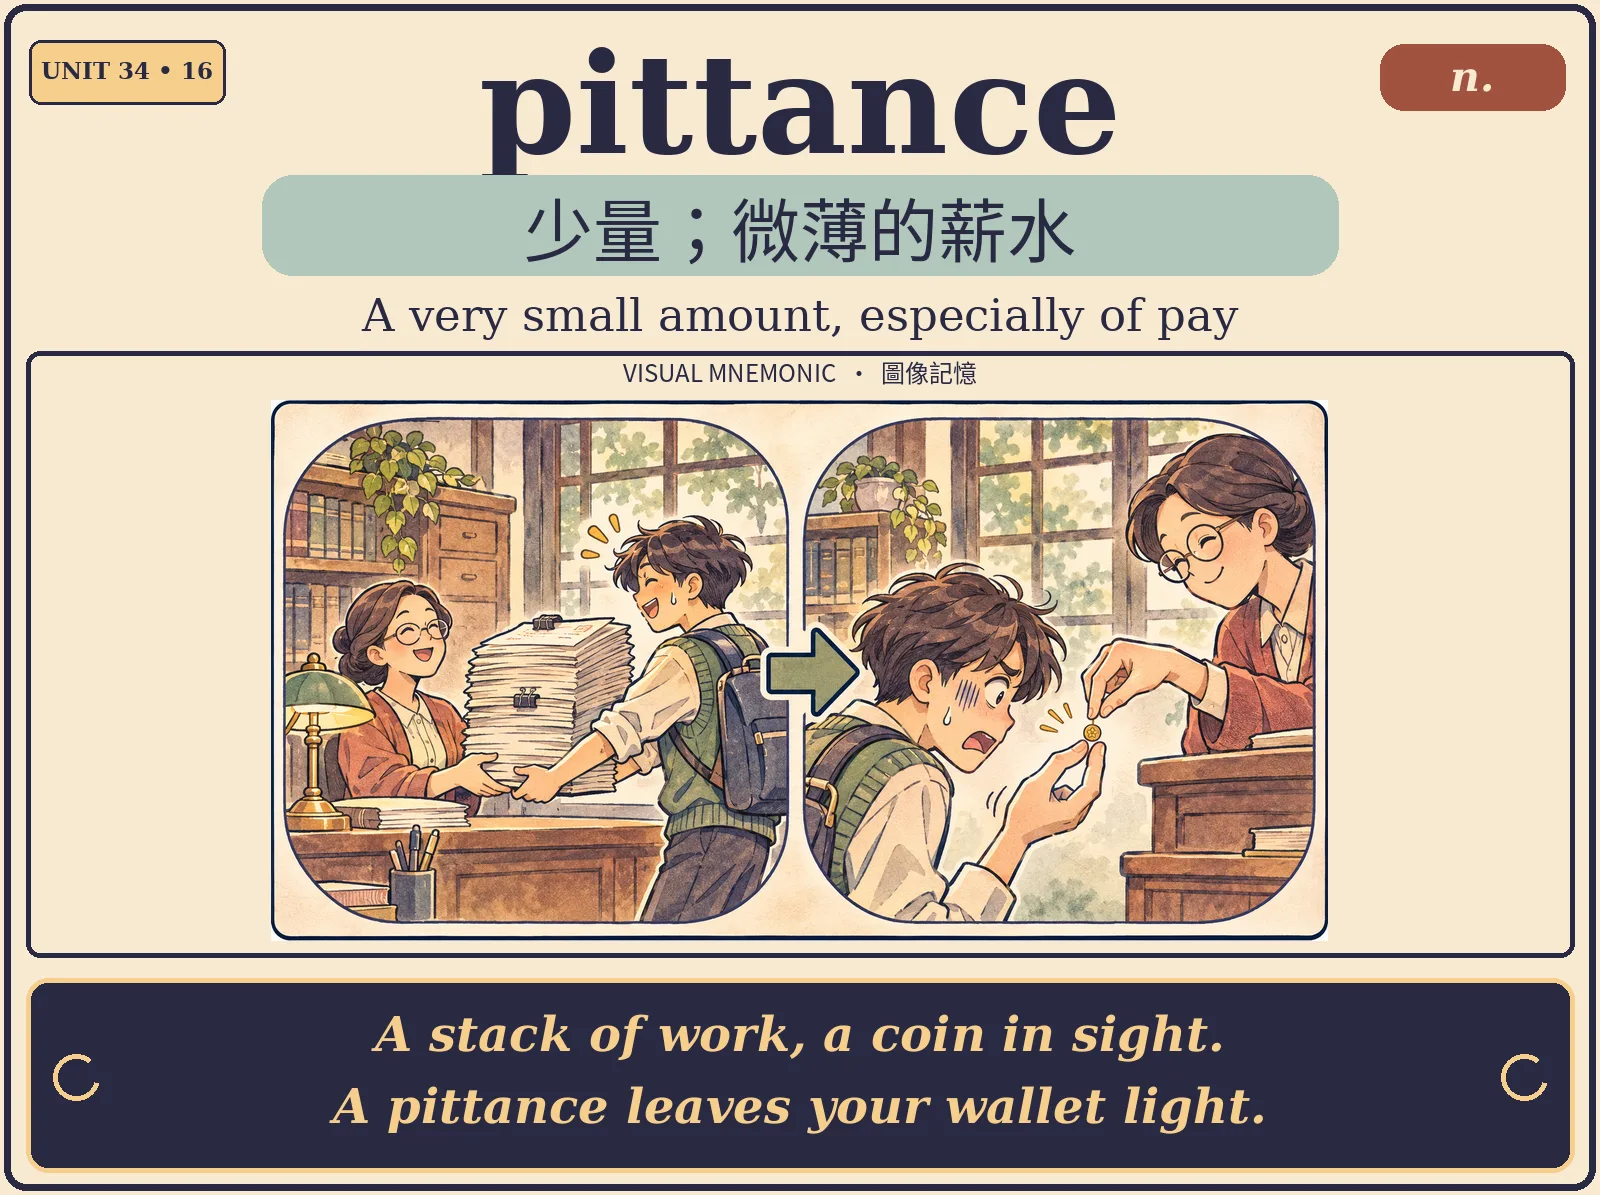 UNIT 34 • 16
pittance
n.
少量；微薄的薪水
A very small amount, especially of pay
VISUAL MNEMONIC • 圖像記憶
A stack of work, a coin in sight.
A pittance leaves your wallet light.